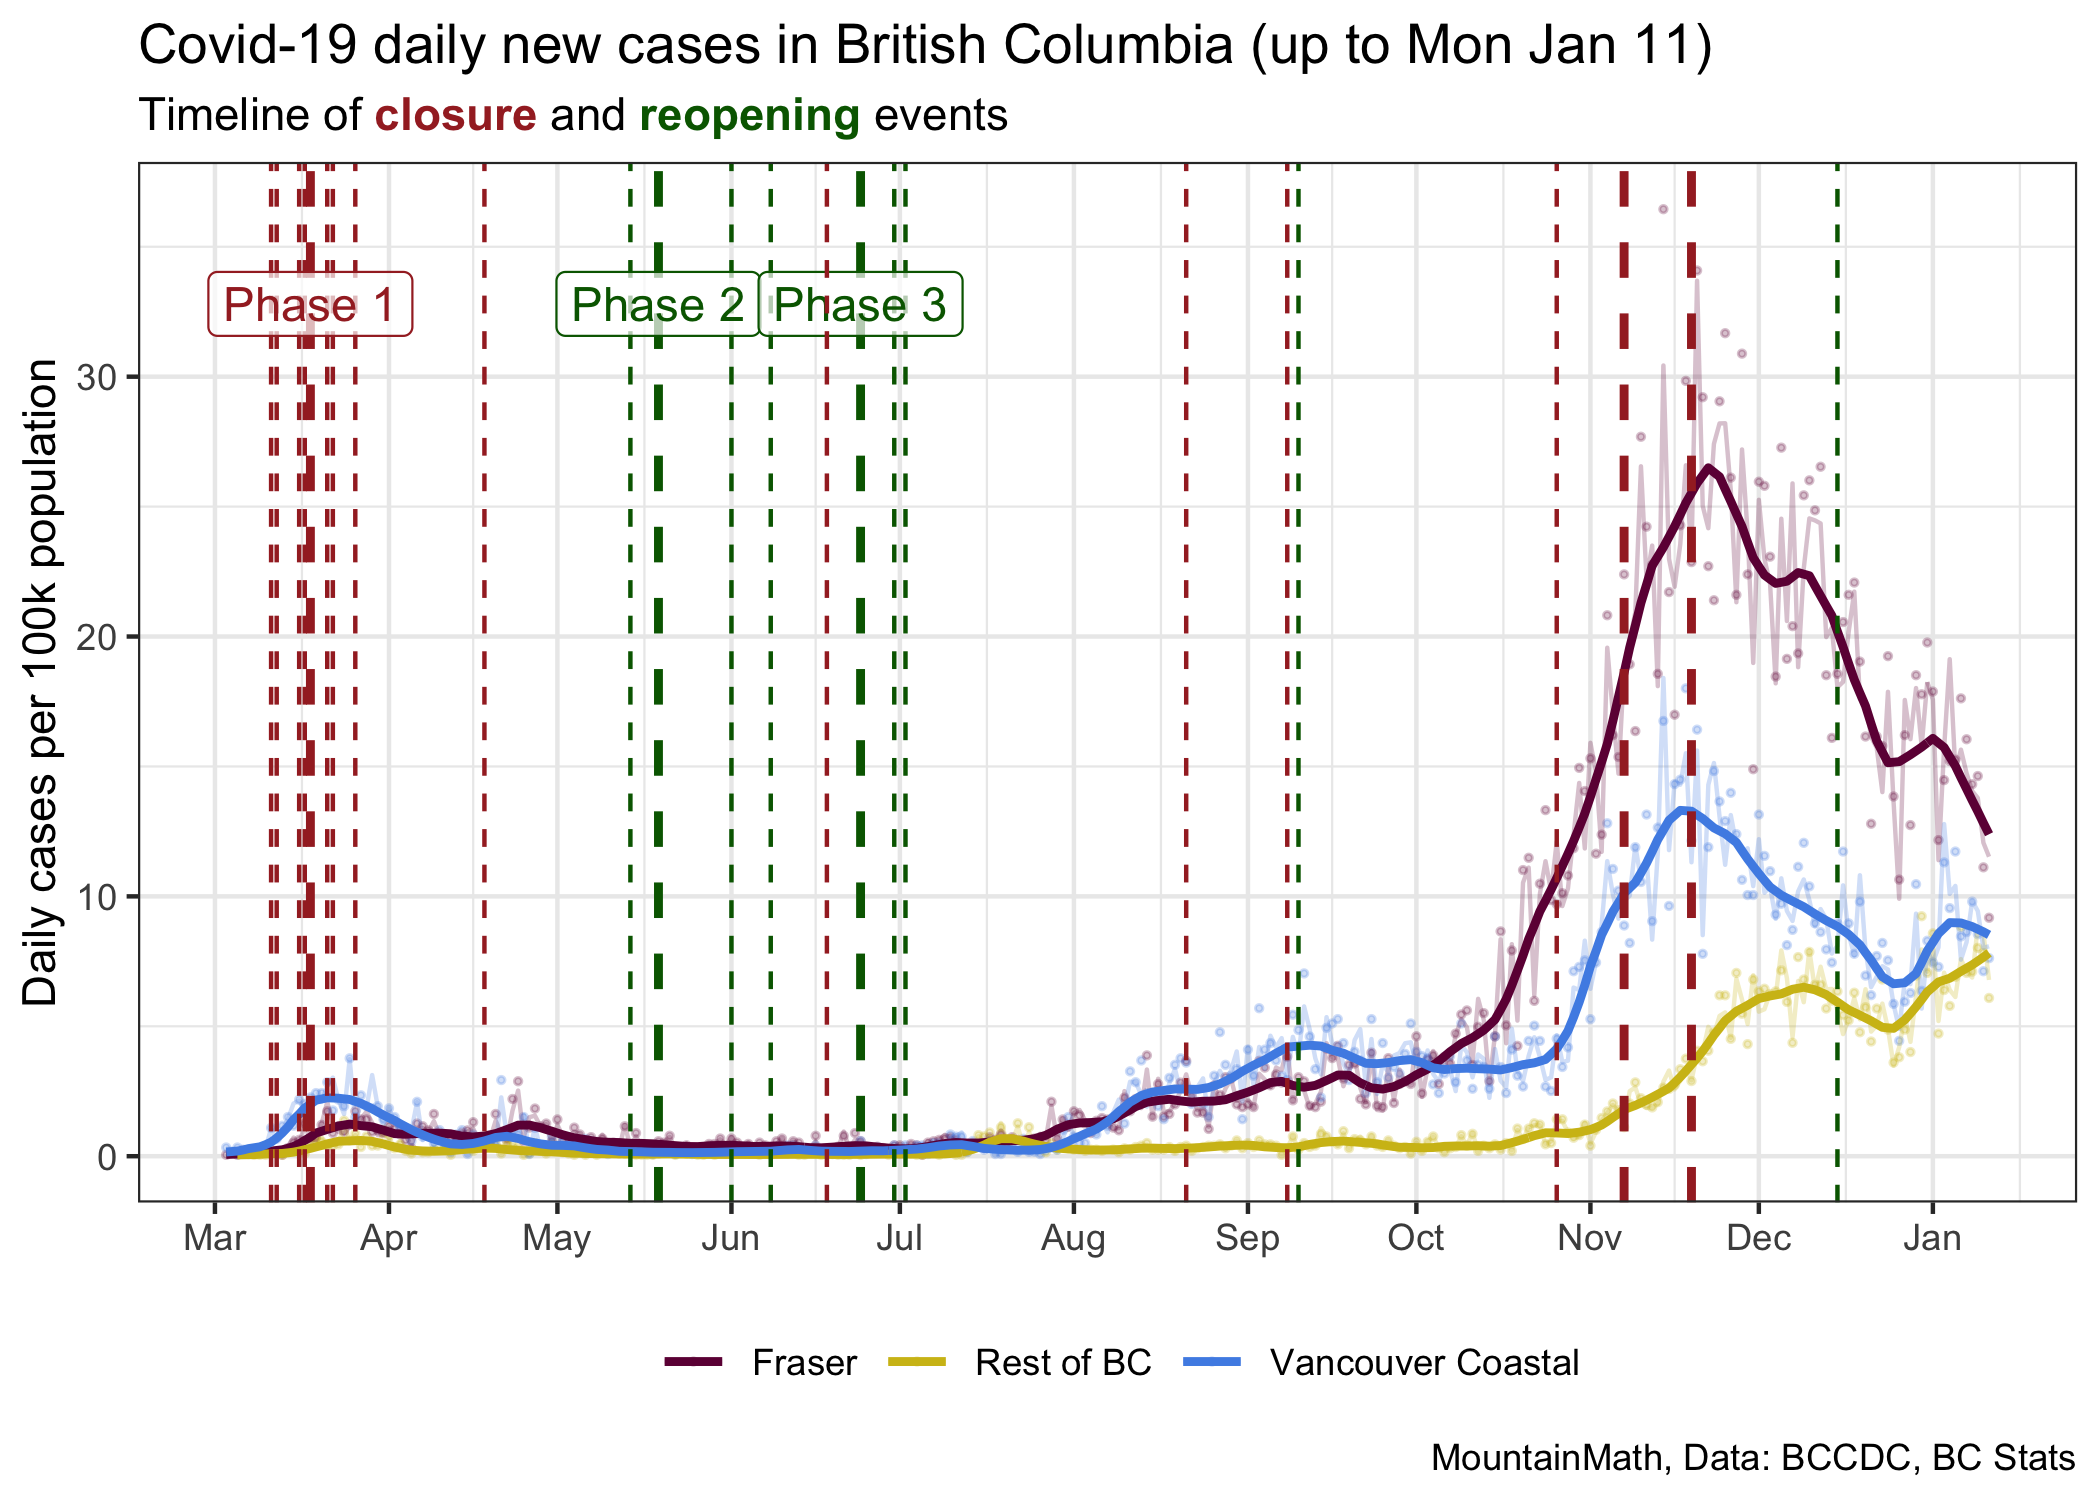 Covid-19 daily new cases in British Columbia (up to Mon Jan 11)
Timeline of closure and reopening events
Daily cases per 100k population
Phase 1
Phase 2
Phase 3
30
20
10
0
Mar
Apr
May
Jun
Jul
Aug
Sep
Oct
Nov
Dec
Jan
Fraser
Rest of BC
Vancouver Coastal
MountainMath, Data: BCCDC, BC Stats